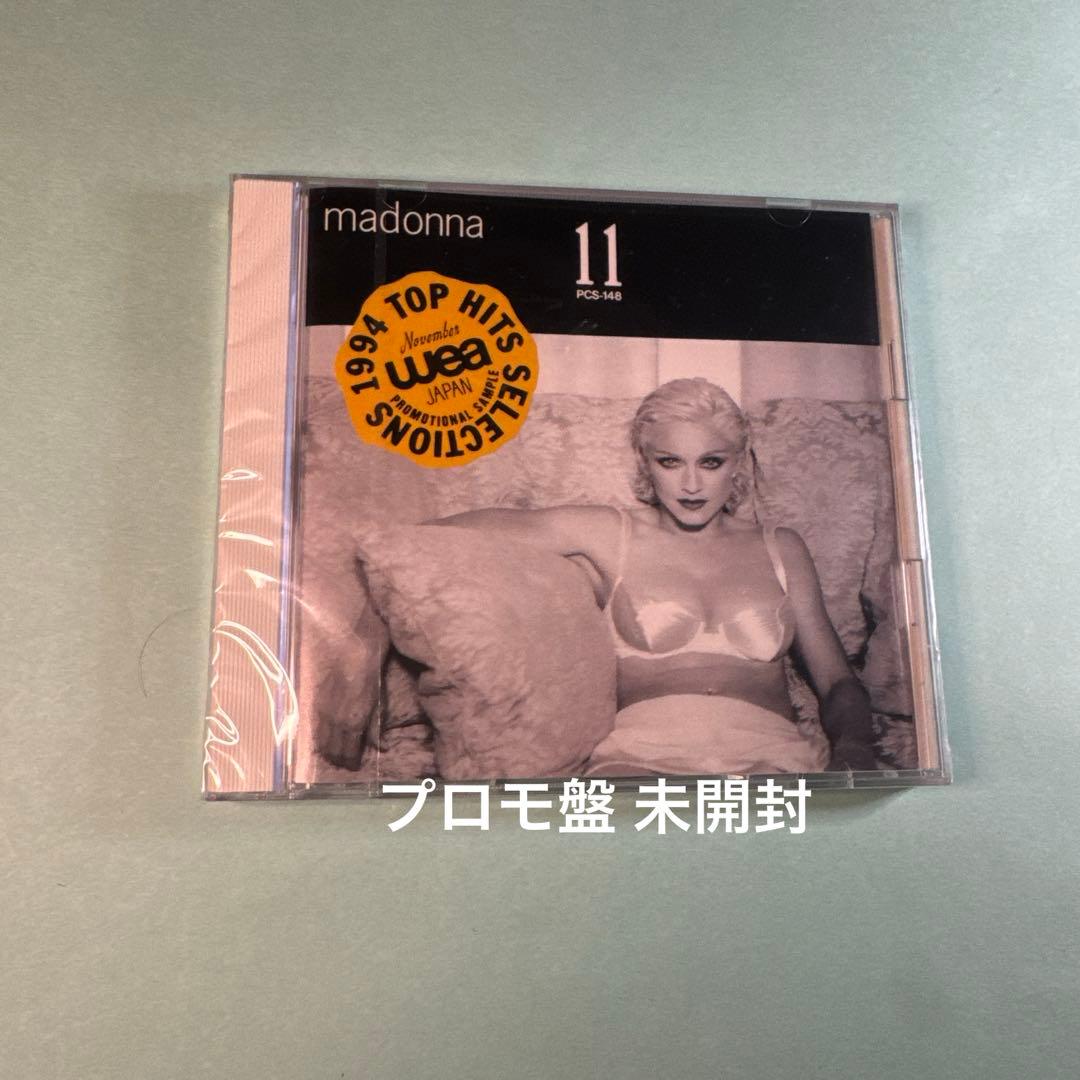 madonna
11
PCS-148
1994 TOP HITS SELECTIONS
November
wea
JAPAN
PROMOTIONAL SAMPLE
プロモ盤 未開封